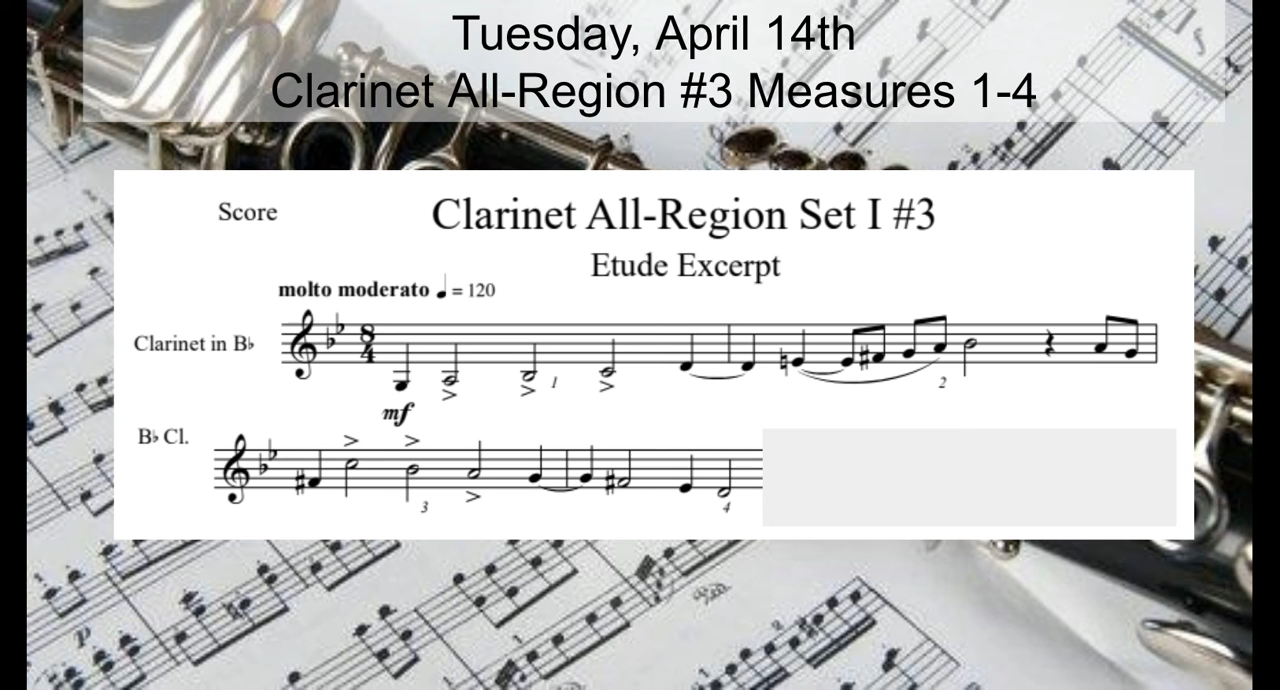 Tuesday, April 14th
Clarinet All-Region #3 Measures 1-4
Score
Clarinet All-Region Set I #3
Etude Excerpt
molto moderato ♩ = 120
Clarinet in B♭
8
4
1
2
mf
B♭ Cl.
3
4